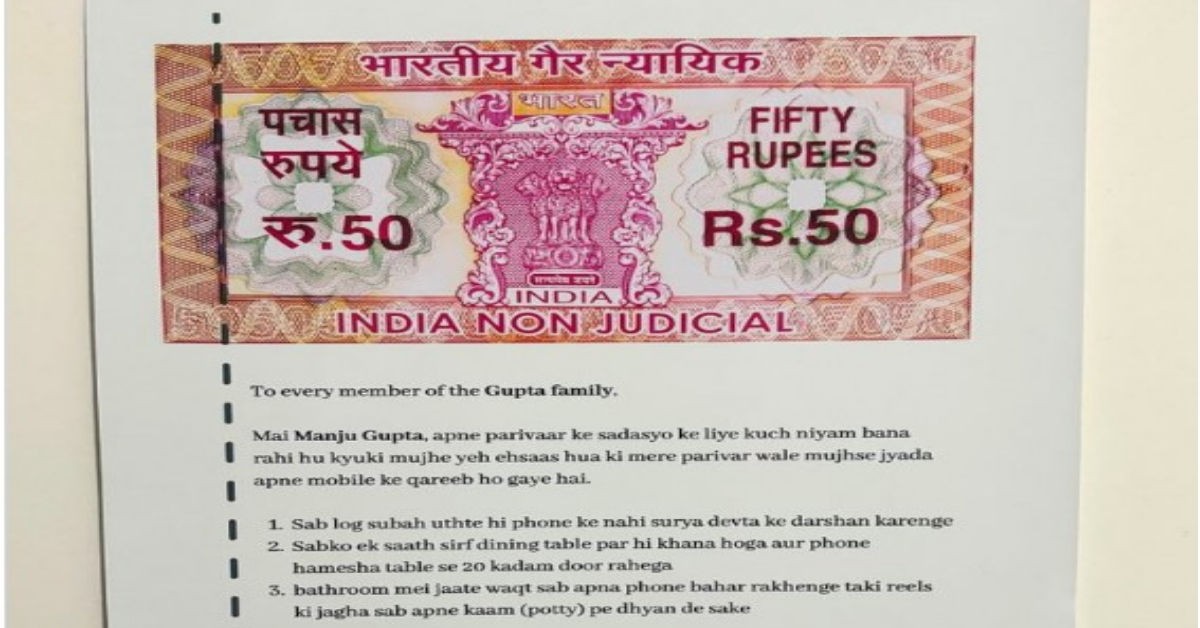 भारतीय गैर न्यायिक
भारत
पचास
रुपये
रु.50
FIFTY
RUPEES
Rs.50
सत्यमेव जयते
INDIA
INDIA NON JUDICIAL
To every member of the Gupta family.
Mai Manju Gupta, apne parivaar ke sadasyo ke liye kuch niyam bana
rahi hu kyuki mujhe yeh ehsaas hua ki mere parivar wale mujhse jyada
apne mobile ke qareeb ho gaye hai.
1. Sab log subah uthte hi phone ke nahi surya devta ke darshan karenge
2. Sabko ek saath sirf dining table par hi khana hoga aur phone
hamesha table se 20 kadam door rahega
3. bathroom mei jaate waqt sab apna phone bahar rakhenge taki reels
ki jagha sab apne kaam (potty) pe dhyan de sake